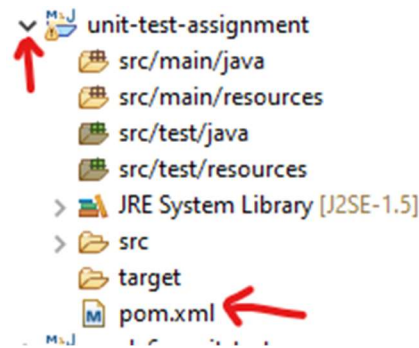 unit-test-assignment
src/main/java
src/main/resources
src/test/java
src/test/resources
JRE System Library [J2SE-1.5]
src
target
pom.xml